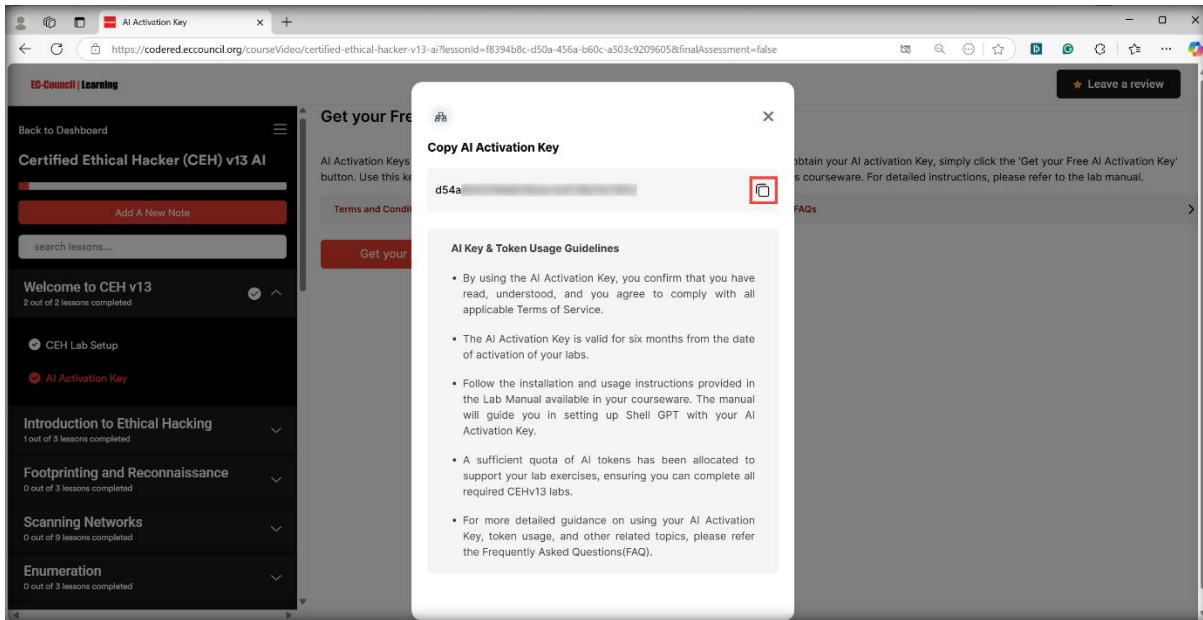 AI Activation Key
https://codered.eccouncil.org/courseVideo/certified-ethical-hacker-v13-ai?lessonId=f8394b8c-d50a-456a-b60c-a503c9209605&finalAssessment=false
EC-Council | Learning
Leave a review
Back to Dashboard
Certified Ethical Hacker (CEH) v13 AI
Add A New Note
search lessons...
Welcome to CEH v13
2 out of 2 lessons completed
CEH Lab Setup
AI Activation Key
Introduction to Ethical Hacking
1 out of 3 lessons completed
Footprinting and Reconnaissance
0 out of 3 lessons completed
Scanning Networks
0 out of 9 lessons completed
Enumeration
0 out of 3 lessons completed
Get your Fre
AI Activation Keys
obtain your AI activation Key, simply click the 'Get your Free AI Activation Key'
button. Use this ke
s courseware. For detailed instructions, please refer to the lab manual.
Terms and Condit
FAQs
Get your
Copy AI Activation Key
d54a
AI Key & Token Usage Guidelines
• By using the AI Activation Key, you confirm that you have
read, understood, and you agree to comply with all
applicable Terms of Service.
• The AI Activation Key is valid for six months from the date
of activation of your labs.
• Follow the installation and usage instructions provided in
the Lab Manual available in your courseware. The manual
will guide you in setting up Shell GPT with your AI
Activation Key.
• A sufficient quota of AI tokens has been allocated to
support your lab exercises, ensuring you can complete all
required CEHv13 labs.
• For more detailed guidance on using your AI Activation
Key, token usage, and other related topics, please refer
the Frequently Asked Questions(FAQ).